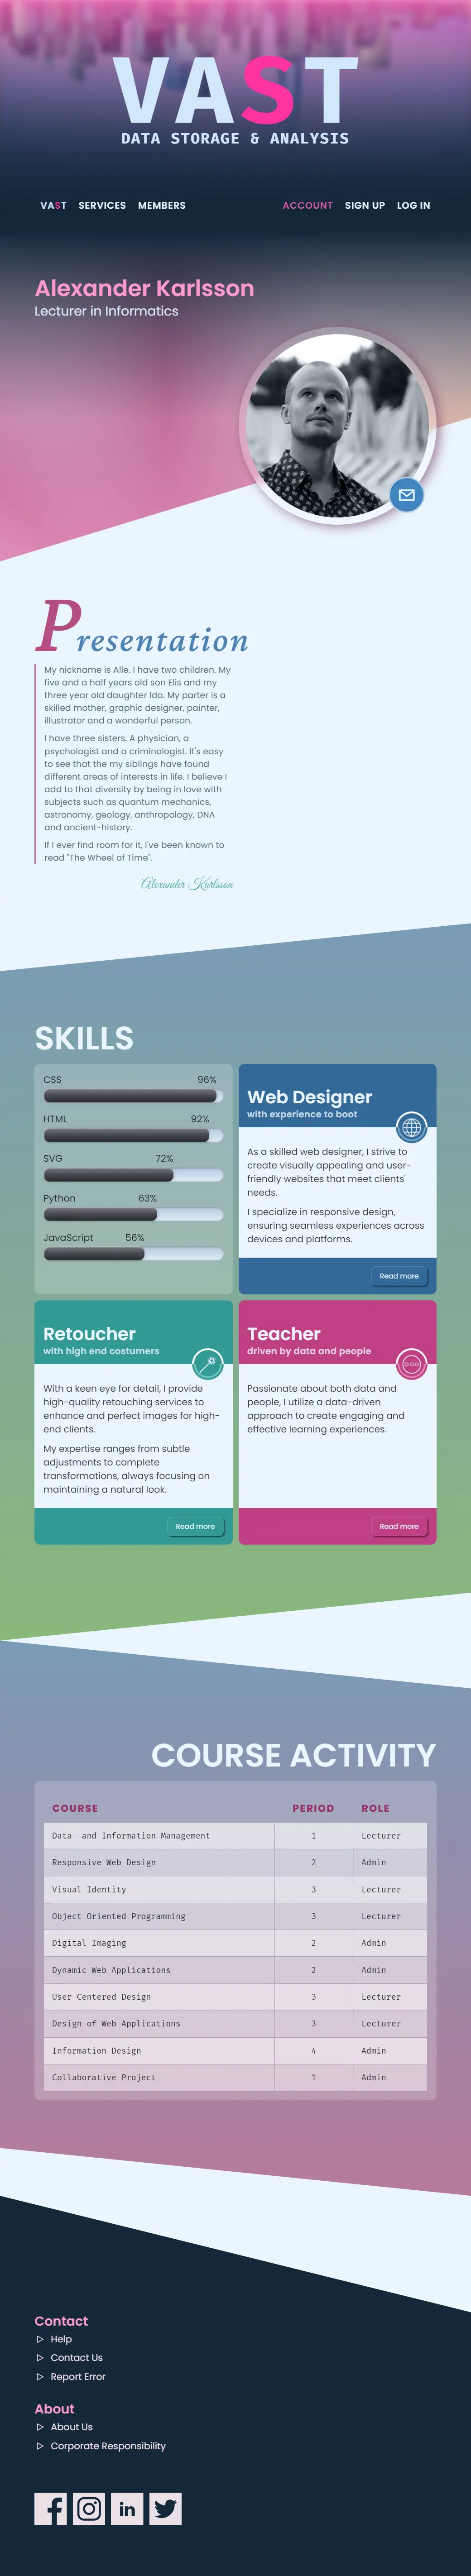 VAST
DATA STORAGE & ANALYSIS
VAST SERVICES MEMBERS ACCOUNT SIGN UP LOG IN
Alexander Karlsson
Lecturer in Informatics
Presentation
My nickname is Alle. I have two children. My
five and a half years old son Elis and my
three year old daughter Ida. My parter is a
skilled mother, graphic designer, painter,
illustrator and a wonderful person.
I have three sisters. A physician, a
psychologist and a criminologist. It's easy
to see that the my siblings have found
different areas of interests in life. I believe I
add to that diversity by being in love with
subjects such as quantum mechanics,
astronomy, geology, anthropology, DNA
and ancient-history.
If I ever find room for it, I've been known to
read "The Wheel of Time".
Alexander Karlsson
SKILLS
CSS 96%
HTML 92%
SVG 72%
Python 63%
JavaScript 56%
Web Designer
with experience to boot
As a skilled web designer, I strive to
create visually appealing and user-
friendly websites that meet clients'
needs.
I specialize in responsive design,
ensuring seamless experiences across
devices and platforms.
Read more
Retoucher
with high end costumers
With a keen eye for detail, I provide
high-quality retouching services to
enhance and perfect images for high-
end clients.
My expertise ranges from subtle
adjustments to complete
transformations, always focusing on
maintaining a natural look.
Read more
Teacher
driven by data and people
Passionate about both data and
people, I utilize a data-driven
approach to create engaging and
effective learning experiences.
Read more
COURSE ACTIVITY
COURSE PERIOD ROLE
Data- and Information Management 1 Lecturer
Responsive Web Design 2 Admin
Visual Identity 3 Lecturer
Object Oriented Programming 3 Lecturer
Digital Imaging 2 Admin
Dynamic Web Applications 2 Admin
User Centered Design 3 Lecturer
Design of Web Applications 3 Lecturer
Information Design 4 Admin
Collaborative Project 1 Admin
Contact
Help
Contact Us
Report Error
About
About Us
Corporate Responsibility
in